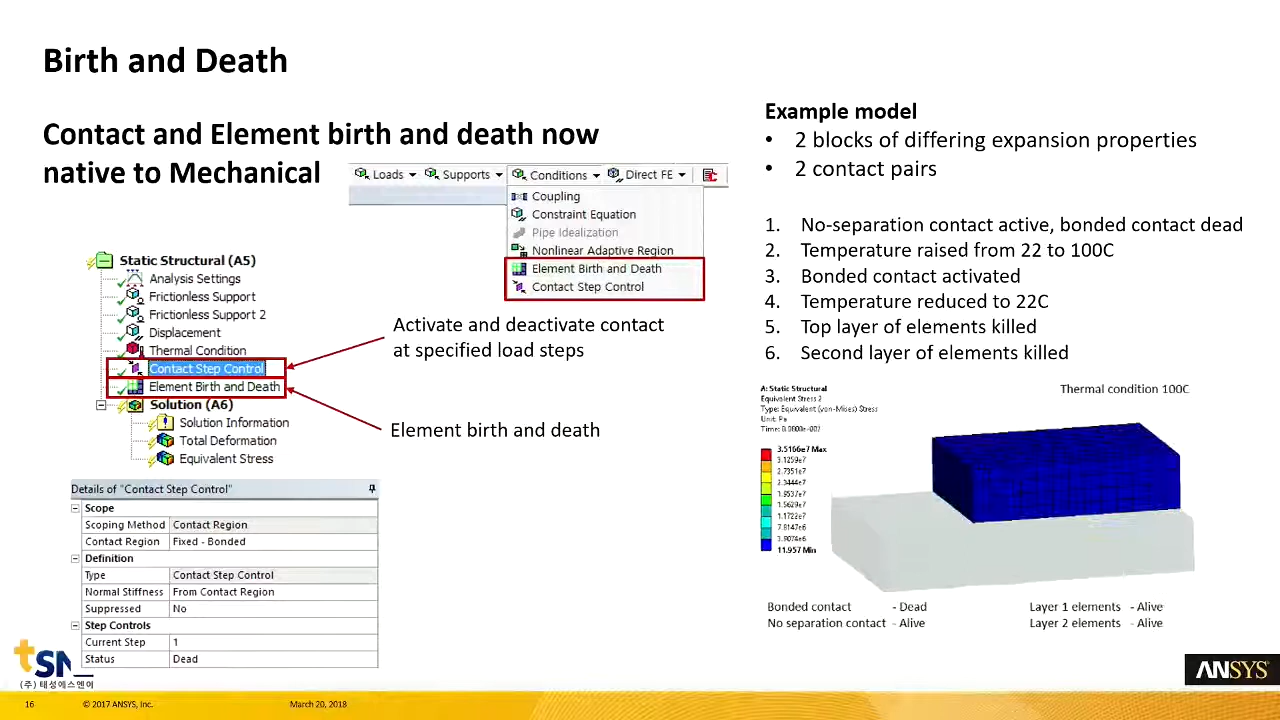 Birth and Death
Contact and Element birth and death now
native to Mechanical
Loads
Supports
Conditions
Direct FE
Coupling
Constraint Equation
Pipe Idealization
Nonlinear Adaptive Region
Element Birth and Death
Contact Step Control
Static Structural (A5)
Analysis Settings
Frictionless Support
Frictionless Support 2
Displacement
Thermal Condition
Contact Step Control
Element Birth and Death
Solution (A6)
Solution Information
Total Deformation
Equivalent Stress
Activate and deactivate contact
at specified load steps
Element birth and death
Details of "Contact Step Control"
Scope
Scoping Method Contact Region
Contact Region Fixed - Bonded
Definition
Type Contact Step Control
Normal Stiffness From Contact Region
Suppressed No
Step Controls
Current Step 1
Status Dead
Example model
• 2 blocks of differing expansion properties
• 2 contact pairs
1. No-separation contact active, bonded contact dead
2. Temperature raised from 22 to 100C
3. Bonded contact activated
4. Temperature reduced to 22C
5. Top layer of elements killed
6. Second layer of elements killed
A: Static Structural
Equivalent Stress 2
Type: Equivalent (von-Mises) Stress
Unit: Pa
Thermal condition 100C
3.5166e7 Max
3.1259e7
2.7351e7
2.3444e7
1.9537e7
1.5629e7
1.1722e7
7.8147e6
3.9074e6
11.957 Min
Bonded contact - Dead
No separation contact - Alive
Layer 1 elements - Alive
Layer 2 elements - Alive
(주) 태성에스엔이
ANSYS
16 © 2017 ANSYS, Inc. March 20, 2018